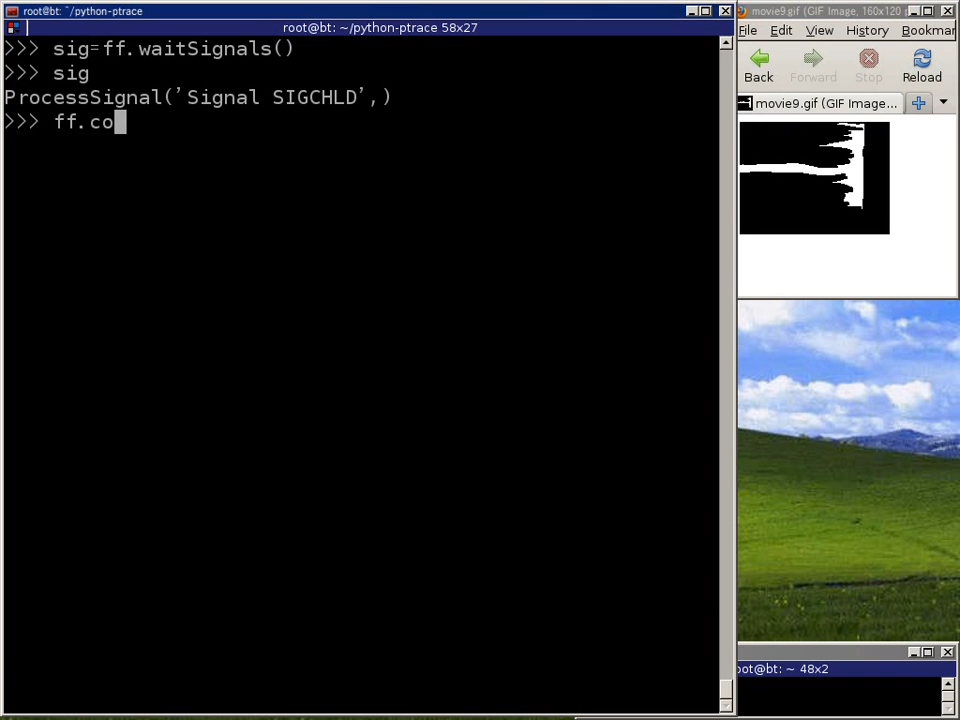 root@bt: ~/python-ptrace
root@bt: ~/python-ptrace 58x27
>>> sig=ff.waitSignals()
>>> sig
ProcessSignal('Signal SIGCHLD',)
>>> ff.co
movie9.gif (GIF Image, 160x120 p
File Edit View History Bookmar
Back Forward Stop Reload
movie9.gif (GIF Image...
oot@bt: ~ 48x2